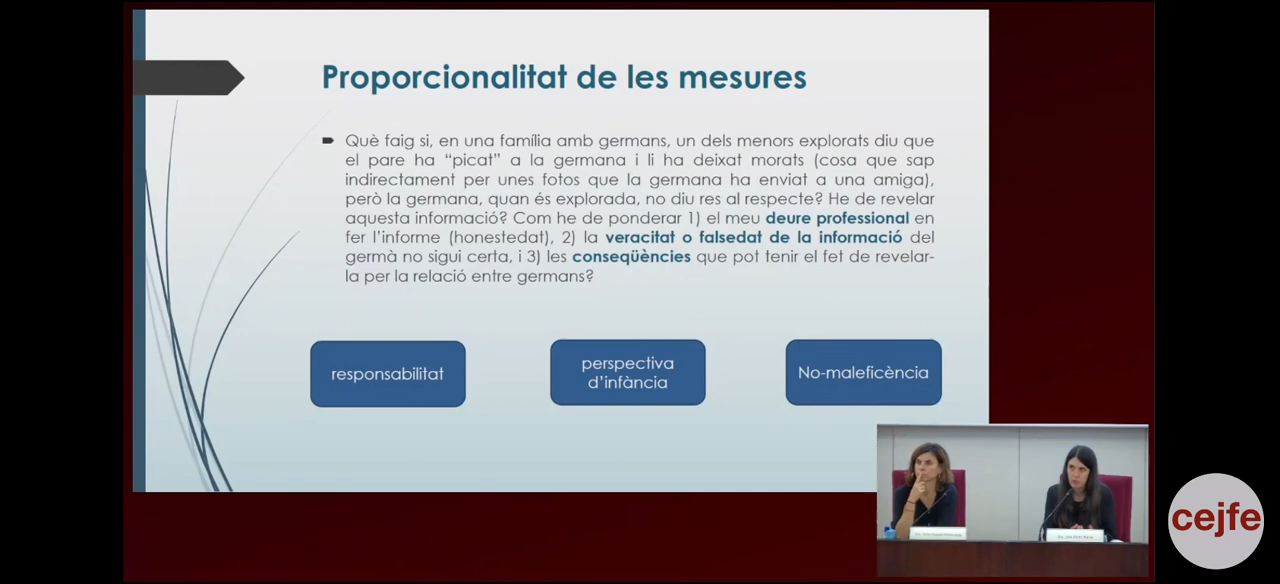 Proporcionalitat de les mesures
Què faig si, en una família amb germans, un dels menors explorats diu que
el pare ha “picat” a la germana i li ha deixat morats (cosa que sap
indirectament per unes fotos que la germana ha enviat a una amiga),
però la germana, quan és explorada, no diu res al respecte? He de revelar
aquesta informació? Com he de ponderar 1) el meu deure professional en
fer l’informe (honestedat), 2) la veracitat o falsedat de la informació del
germà no sigui certa, i 3) les conseqüències que pot tenir el fet de revelar-
la per la relació entre germans?
responsabilitat
perspectiva
d’infància
No-maleficència
cejfe